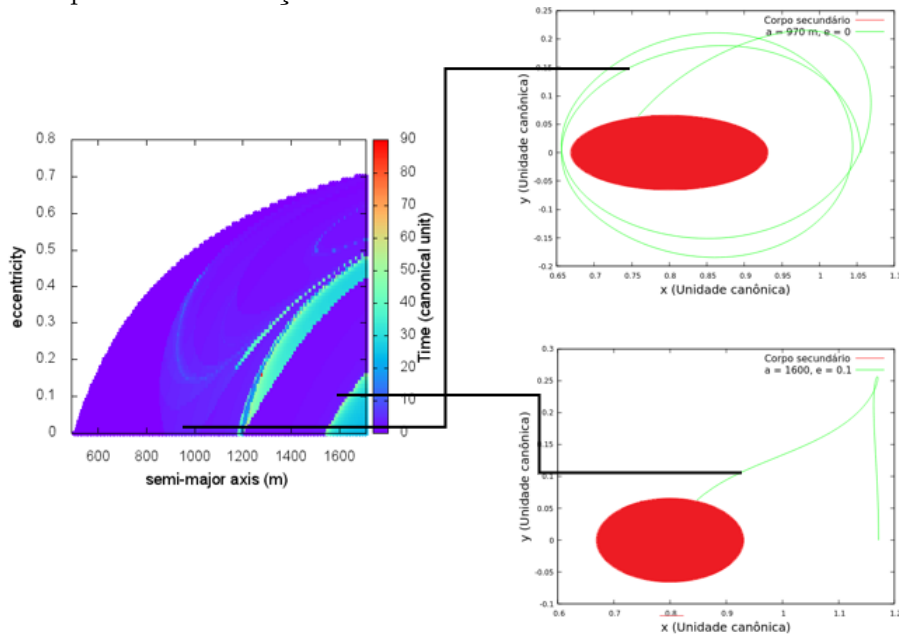 0.8
0.7
0.6
0.5
0.4
0.3
0.2
0.1
0
eccentricity
600 800 1000 1200 1400 1600
semi-major axis (m)
90
80
70
60
50
40
30
20
10
0
Time (canonical unit)
Corpo secundário
a = 970 m, e = 0
0.25
0.2
0.15
0.1
0.05
0
-0.05
-0.1
-0.15
-0.2
y (Unidade canônica)
0.65 0.7 0.75 0.8 0.85 0.9 0.95 1 1.05 1.1
x (Unidade canônica)
Corpo secundário
a = 1600, e = 0.1
0.3
0.25
0.2
0.15
0.1
0.05
0
-0.05
-0.1
y (Unidade canônica)
0.6 0.7 0.8 0.9 1 1.1 1.2
x (Unidade canônica)